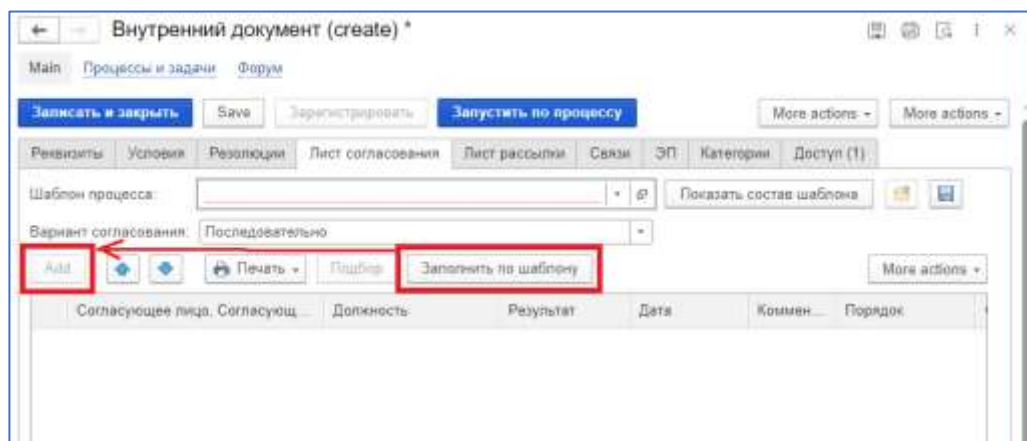 Внутренний документ (create) *
Main Процессы и задачи Форум
Записать и закрыть Save Зарегистрировать Запустить по процессу More actions More actions
Реквизиты Условия Резолюции Лист согласования Лист рассылки Связи ЭП Категории Доступ (1)
Шаблон процесса: Показать состав шаблона
Вариант согласования: Последовательно
Add Печать Подбор Заполнить по шаблону More actions
Согласующее лицо, Согласующ... Должность Результат Дата Коммен... Порядок